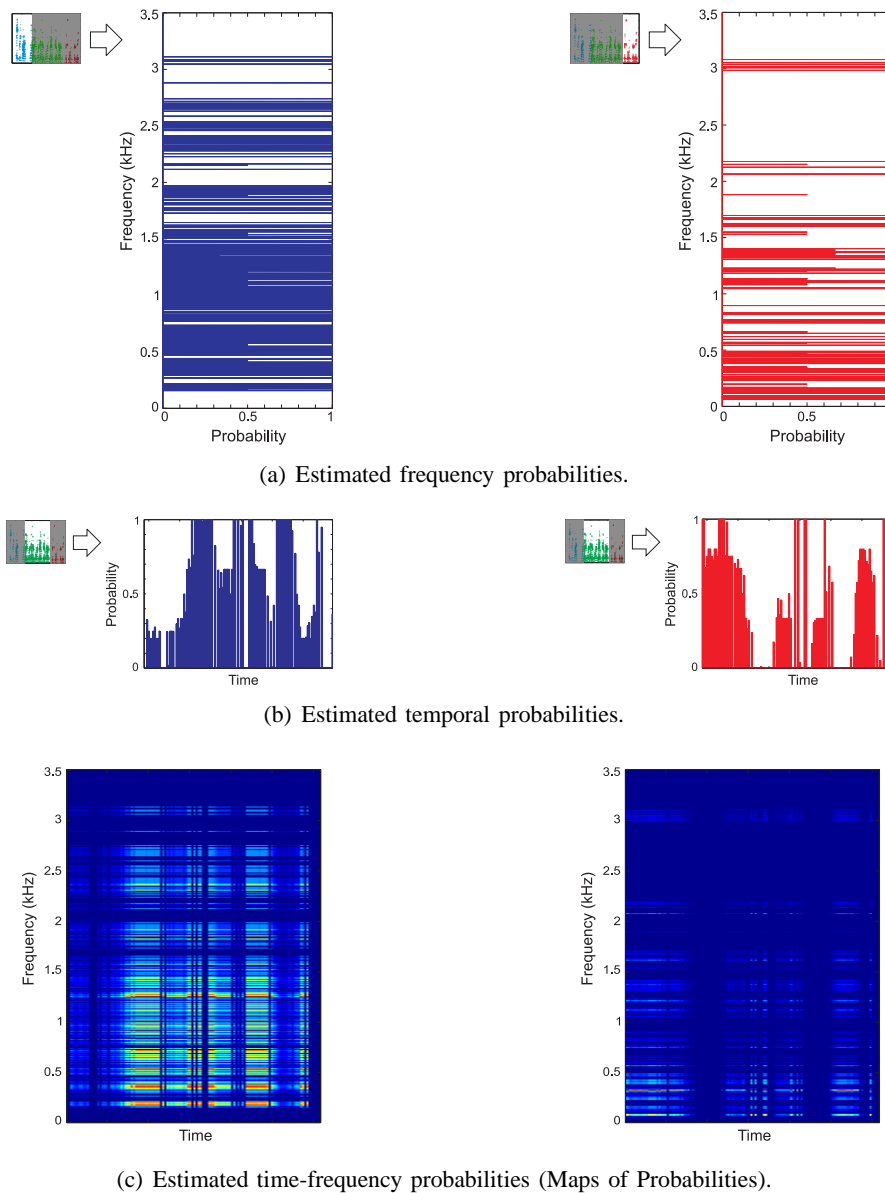 3.5
3
2.5
2
1.5
1
0.5
0
Frequency (kHz)
0 0.5 1
Probability
3.5
3
2.5
2
1.5
1
0.5
0
Frequency (kHz)
0 0.5
Probability
(a) Estimated frequency probabilities.
1
0.5
0
Probability
Time
1
0.5
0
Probability
Time
(b) Estimated temporal probabilities.
3.5
3
2.5
2
1.5
1
0.5
0
Frequency (kHz)
Time
3.5
3
2.5
2
1.5
1
0.5
0
Frequency (kHz)
Time
(c) Estimated time-frequency probabilities (Maps of Probabilities).